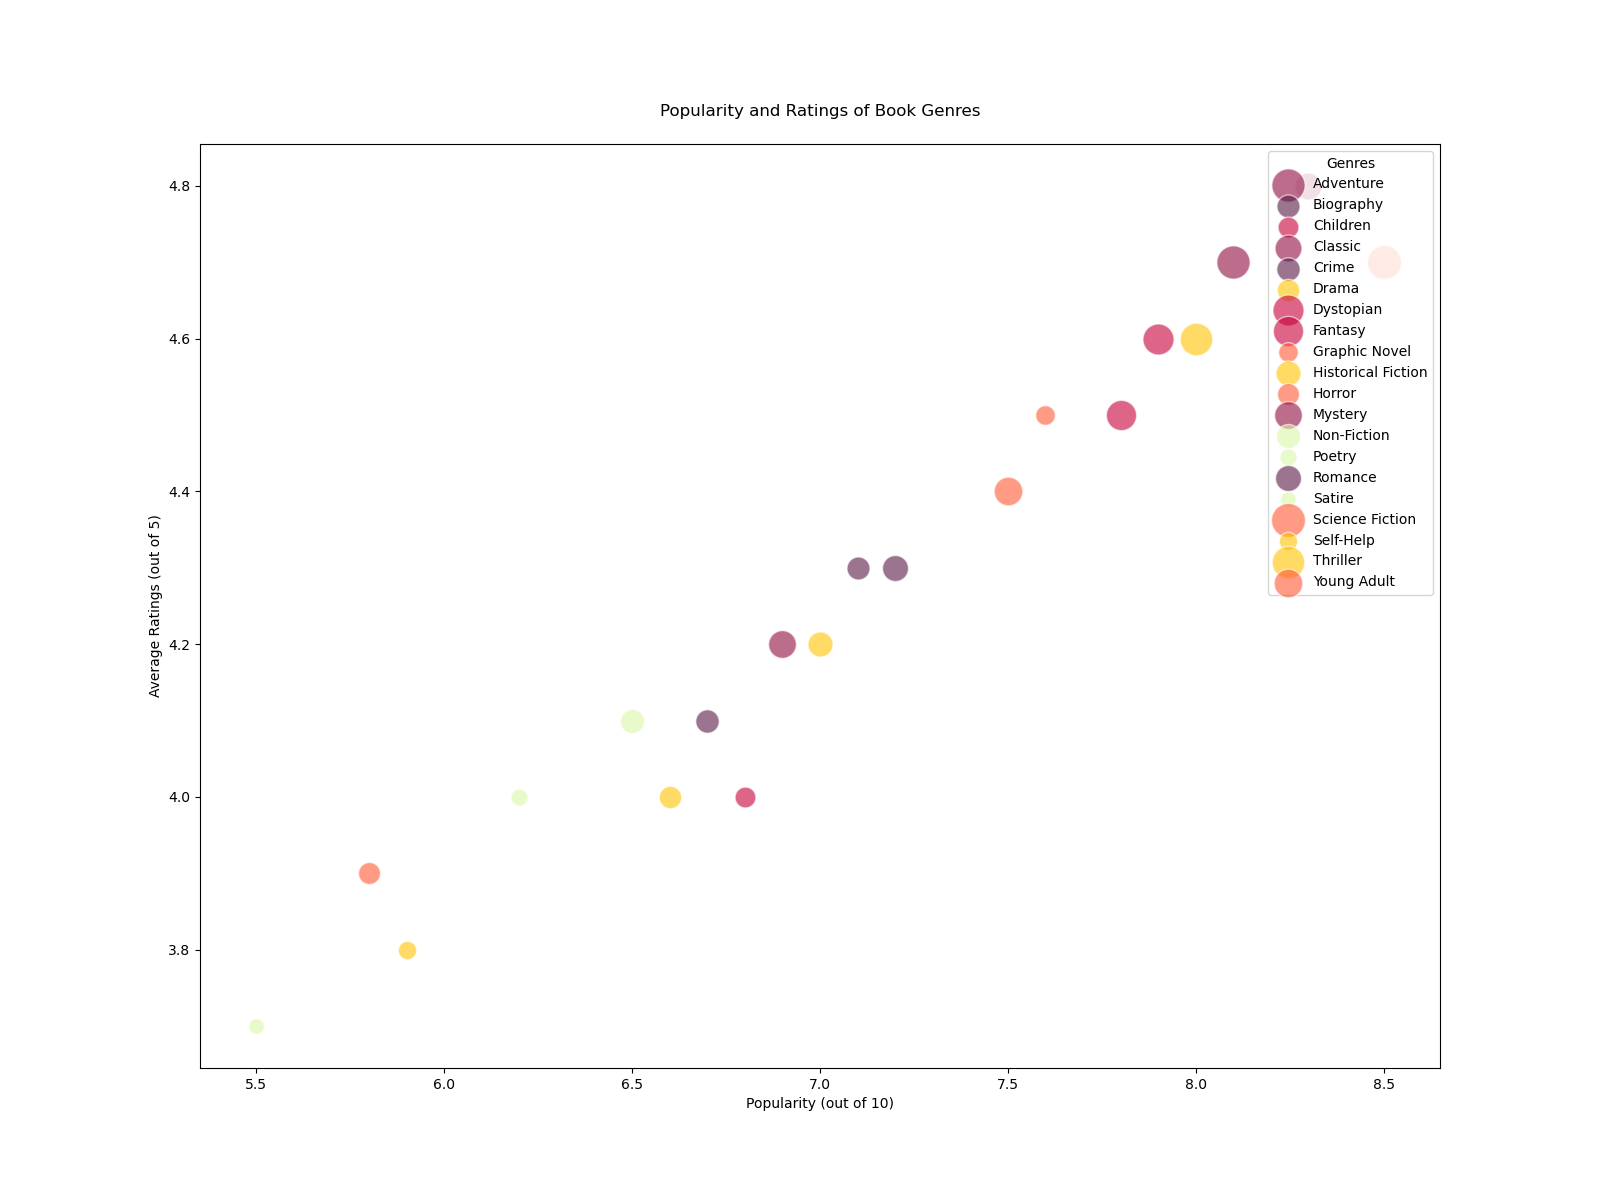 Popularity and Ratings of Book Genres
Genres
Adventure
Biography
Children
Classic
Crime
Drama
Dystopian
Fantasy
Graphic Novel
Historical Fiction
Horror
Mystery
Non-Fiction
Poetry
Romance
Satire
Science Fiction
Self-Help
Thriller
Young Adult
Average Ratings (out of 5)
4.8
4.6
4.4
4.2
4.0
3.8
5.5 6.0 6.5 7.0 7.5 8.0 8.5
Popularity (out of 10)